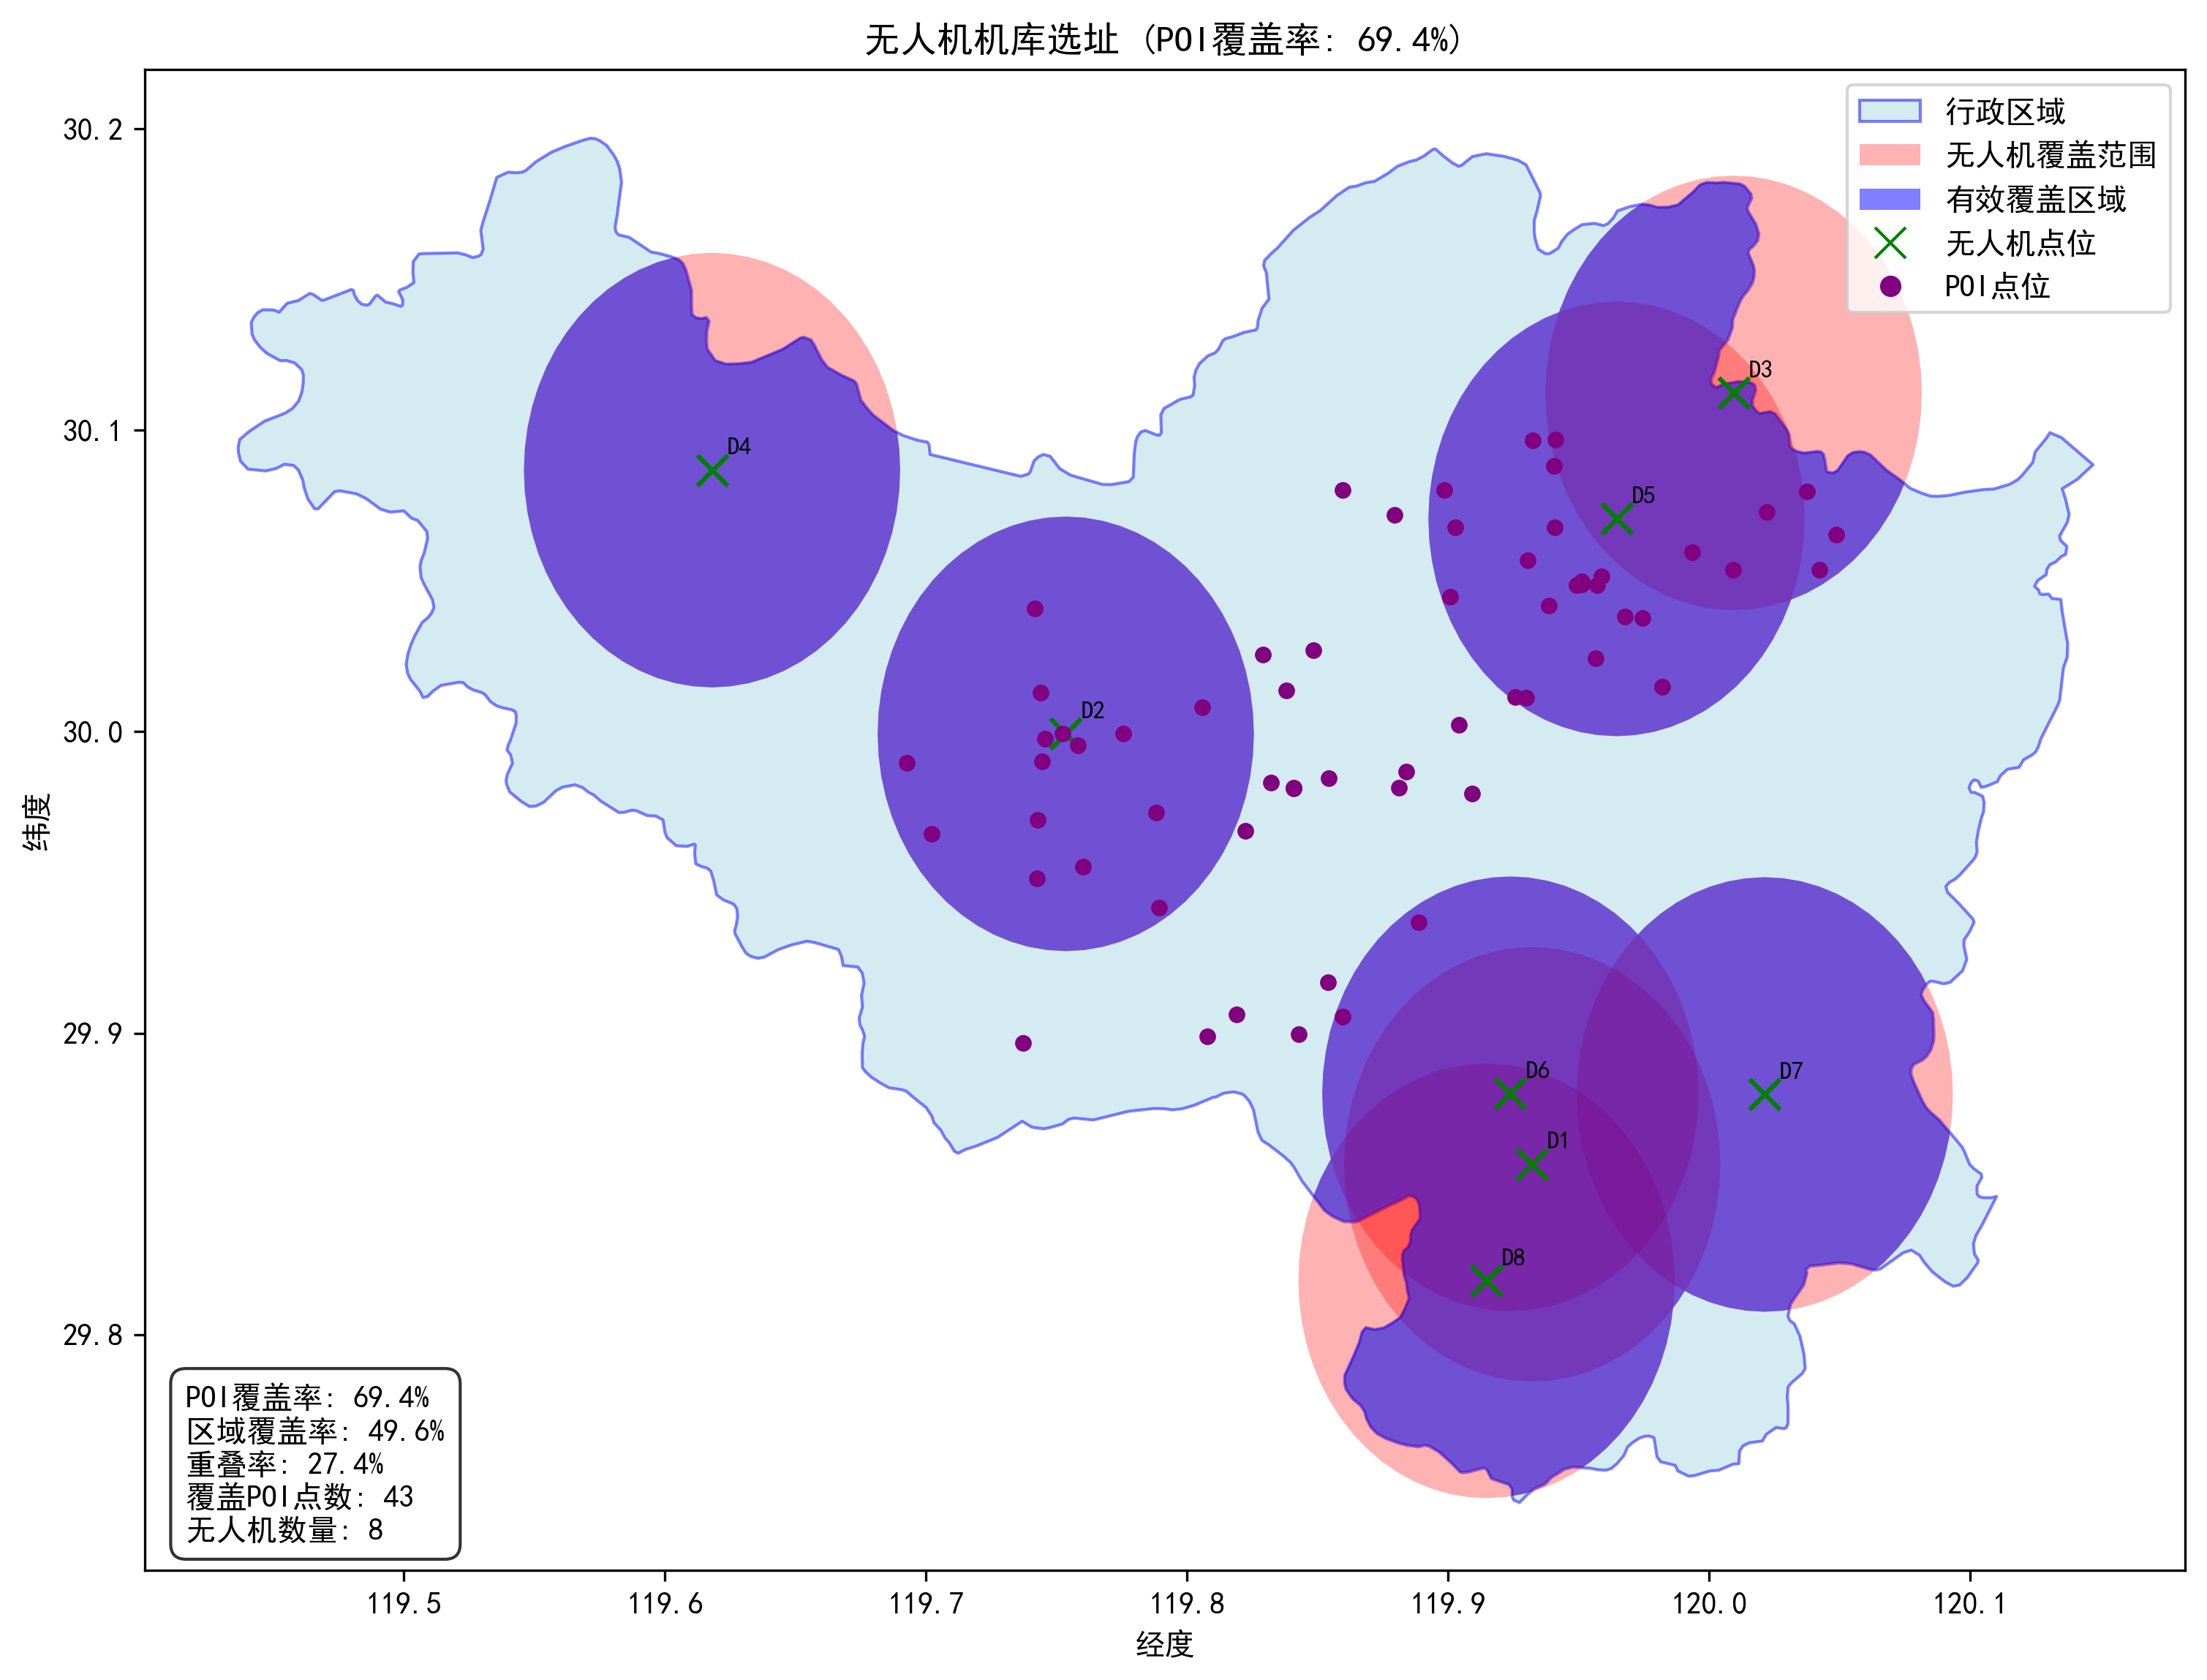 无人机机库选址 (POI覆盖率: 69.4%)
行政区域
无人机覆盖范围
有效覆盖区域
无人机点位
POI点位
30.2
30.1
30.0
29.9
29.8
纬度
D3
D4
D5
D2
D6
D7
D1
D8
POI覆盖率: 69.4%
区域覆盖率: 49.6%
重叠率: 27.4%
覆盖POI点数: 43
无人机数量: 8
119.5 119.6 119.7 119.8 119.9 120.0 120.1
经度